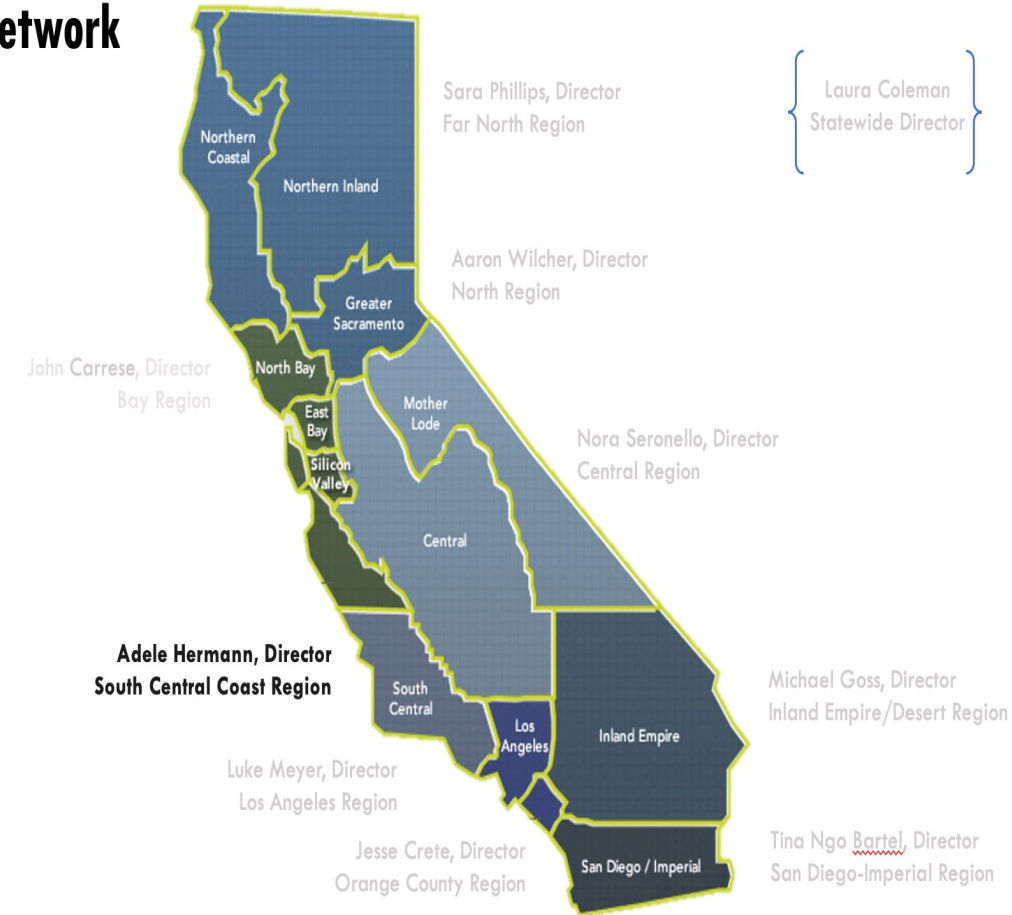 etwork
Sara Phillips, Director
Far North Region
Laura Coleman
Statewide Director
Northern
Coastal
Northern Inland
Aaron Wilcher, Director
North Region
Greater
Sacramento
John Carrese, Director
Bay Region
North Bay
East
Bay
Mother
Lode
Silicon
Valley
Nora Seronello, Director
Central Region
Central
Adele Hermann, Director
South Central Coast Region
South
Central
Los
Angeles
Inland Empire
Michael Goss, Director
Inland Empire/Desert Region
Luke Meyer, Director
Los Angeles Region
Jesse Crete, Director
Orange County Region
San Diego / Imperial
Tina Ngo Bartel, Director
San Diego-Imperial Region